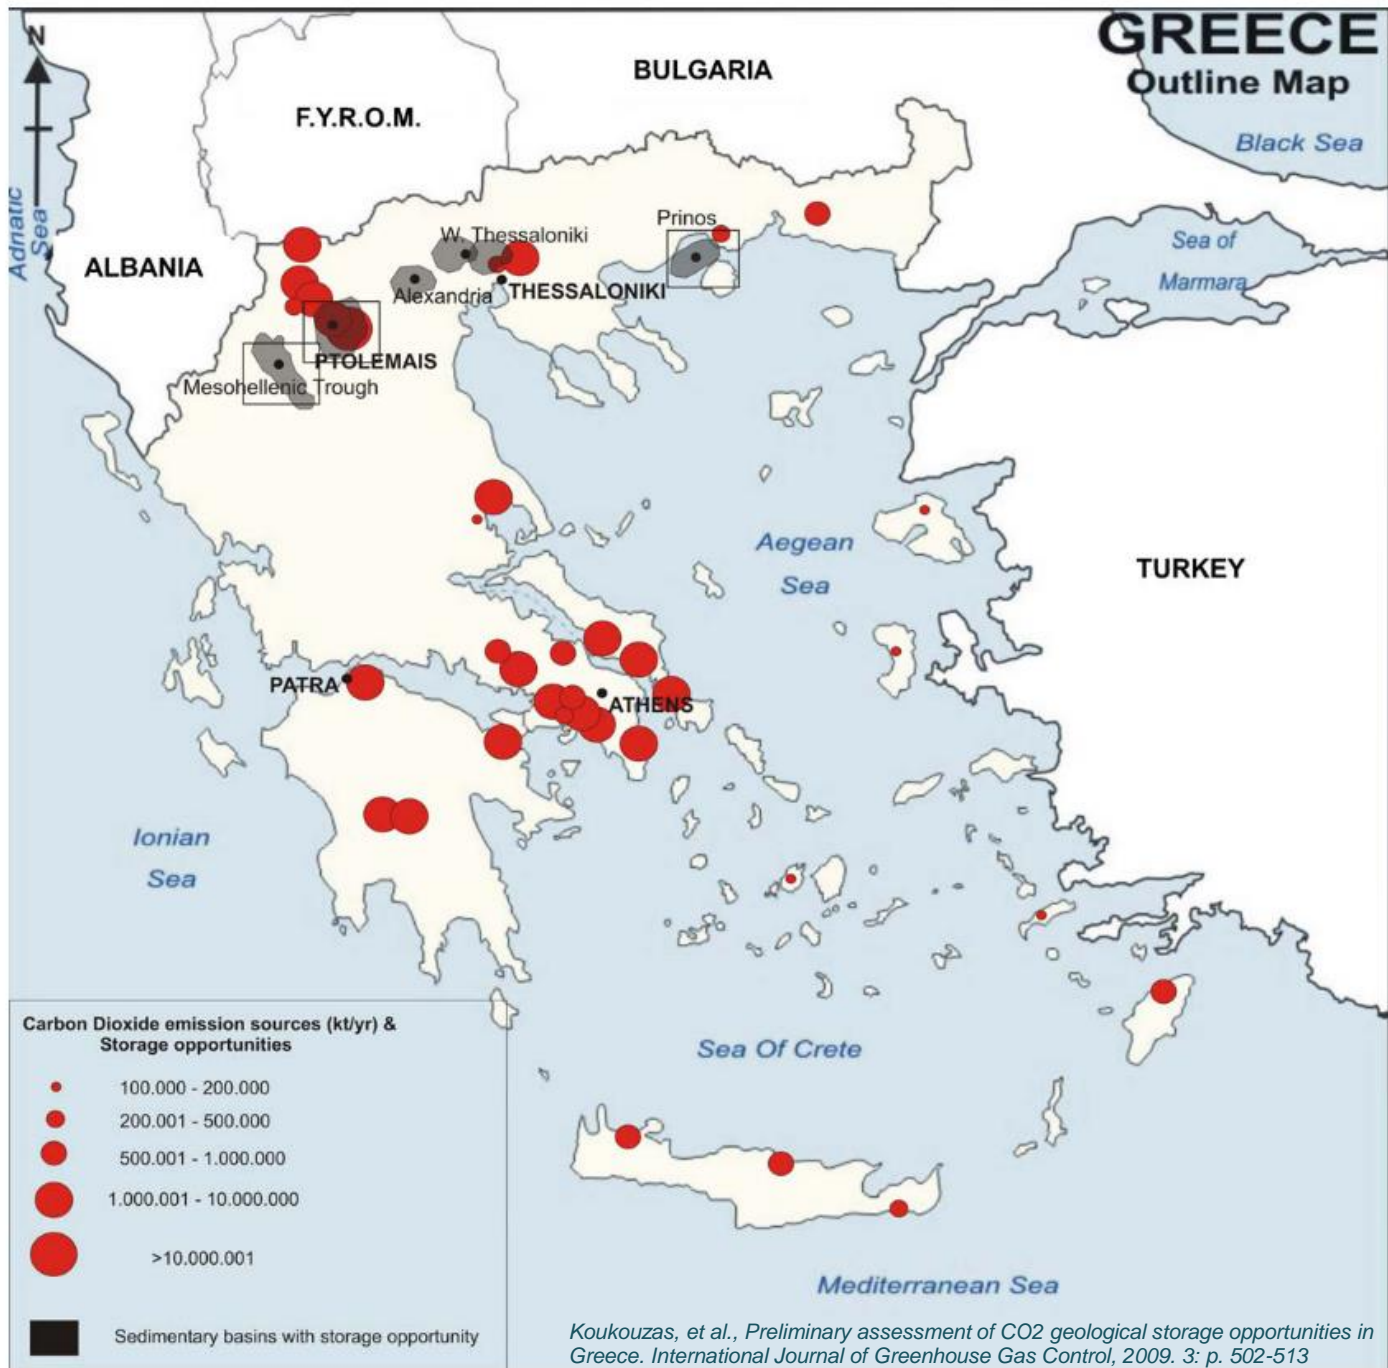 GREECE
Outline Map
N
BULGARIA
F.Y.R.O.M.
Black Sea
Adriatic
Sea
ALBANIA
Prinos
W. Thessaloniki
Sea of
Marmara
Alexandria
THESSALONIKI
PTOLEMAIS
Mesohellenic Trough
Aegean
Sea
TURKEY
PATRA
ATHENS
Ionian
Sea
Sea Of Crete
Mediterranean Sea
Carbon Dioxide emission sources (kt/yr) &
Storage opportunities
100.000 - 200.000
200.001 - 500.000
500.001 - 1.000.000
1.000.001 - 10.000.000
>10.000.001
Sedimentary basins with storage opportunity
Koukouzas, et al., Preliminary assessment of CO2 geological storage opportunities in
Greece. International Journal of Greenhouse Gas Control, 2009. 3: p. 502-513